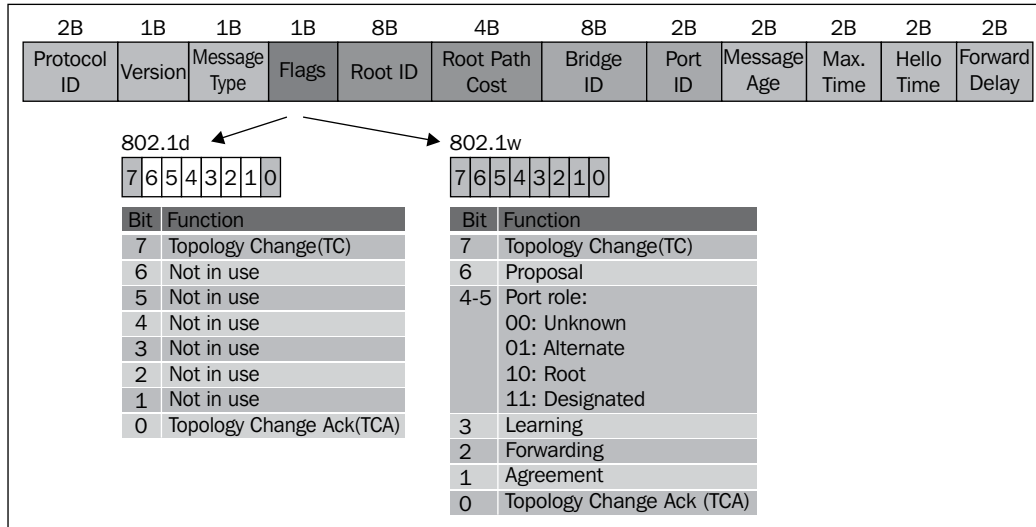 2B 1B 1B 1B 8B 4B 8B 2B 2B 2B 2B 2B
Protocol ID Version Message Type Flags Root ID Root Path Cost Bridge ID Port ID Message Age Max. Time Hello Time Forward Delay
802.1d
7 6 5 4 3 2 1 0
Bit Function
7 Topology Change(TC)
6 Not in use
5 Not in use
4 Not in use
3 Not in use
2 Not in use
1 Not in use
0 Topology Change Ack(TCA)
802.1w
7 6 5 4 3 2 1 0
Bit Function
7 Topology Change(TC)
6 Proposal
4-5 Port role:
00: Unknown
01: Alternate
10: Root
11: Designated
3 Learning
2 Forwarding
1 Agreement
0 Topology Change Ack (TCA)